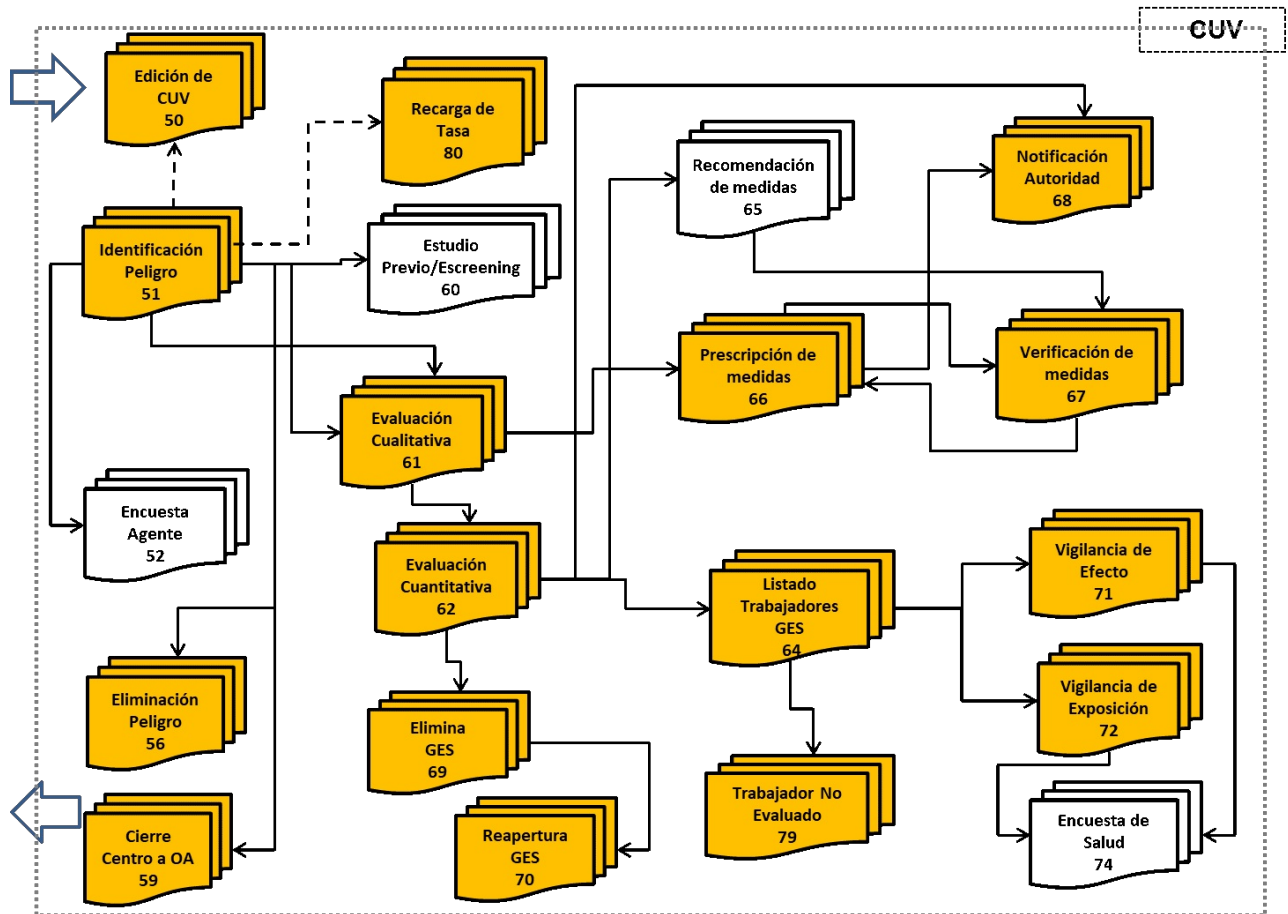 CUV
Edición de
CUV
50
Recarga de
Tasa
80
Recomendación
de medidas
65
Notificación
Autoridad
68
Identificación
Peligro
51
Estudio
Previo/Escreening
60
Prescripción de
medidas
66
Verificación de
medidas
67
Evaluación
Cualitativa
61
Encuesta
Agente
52
Evaluación
Cuantitativa
62
Listado
Trabajadores
GES
64
Vigilancia de
Efecto
71
Eliminación
Peligro
56
Elimina
GES
69
Vigilancia de
Exposición
72
Cierre
Centro a OA
59
Reapertura
GES
70
Trabajador No
Evaluado
79
Encuesta de
Salud
74